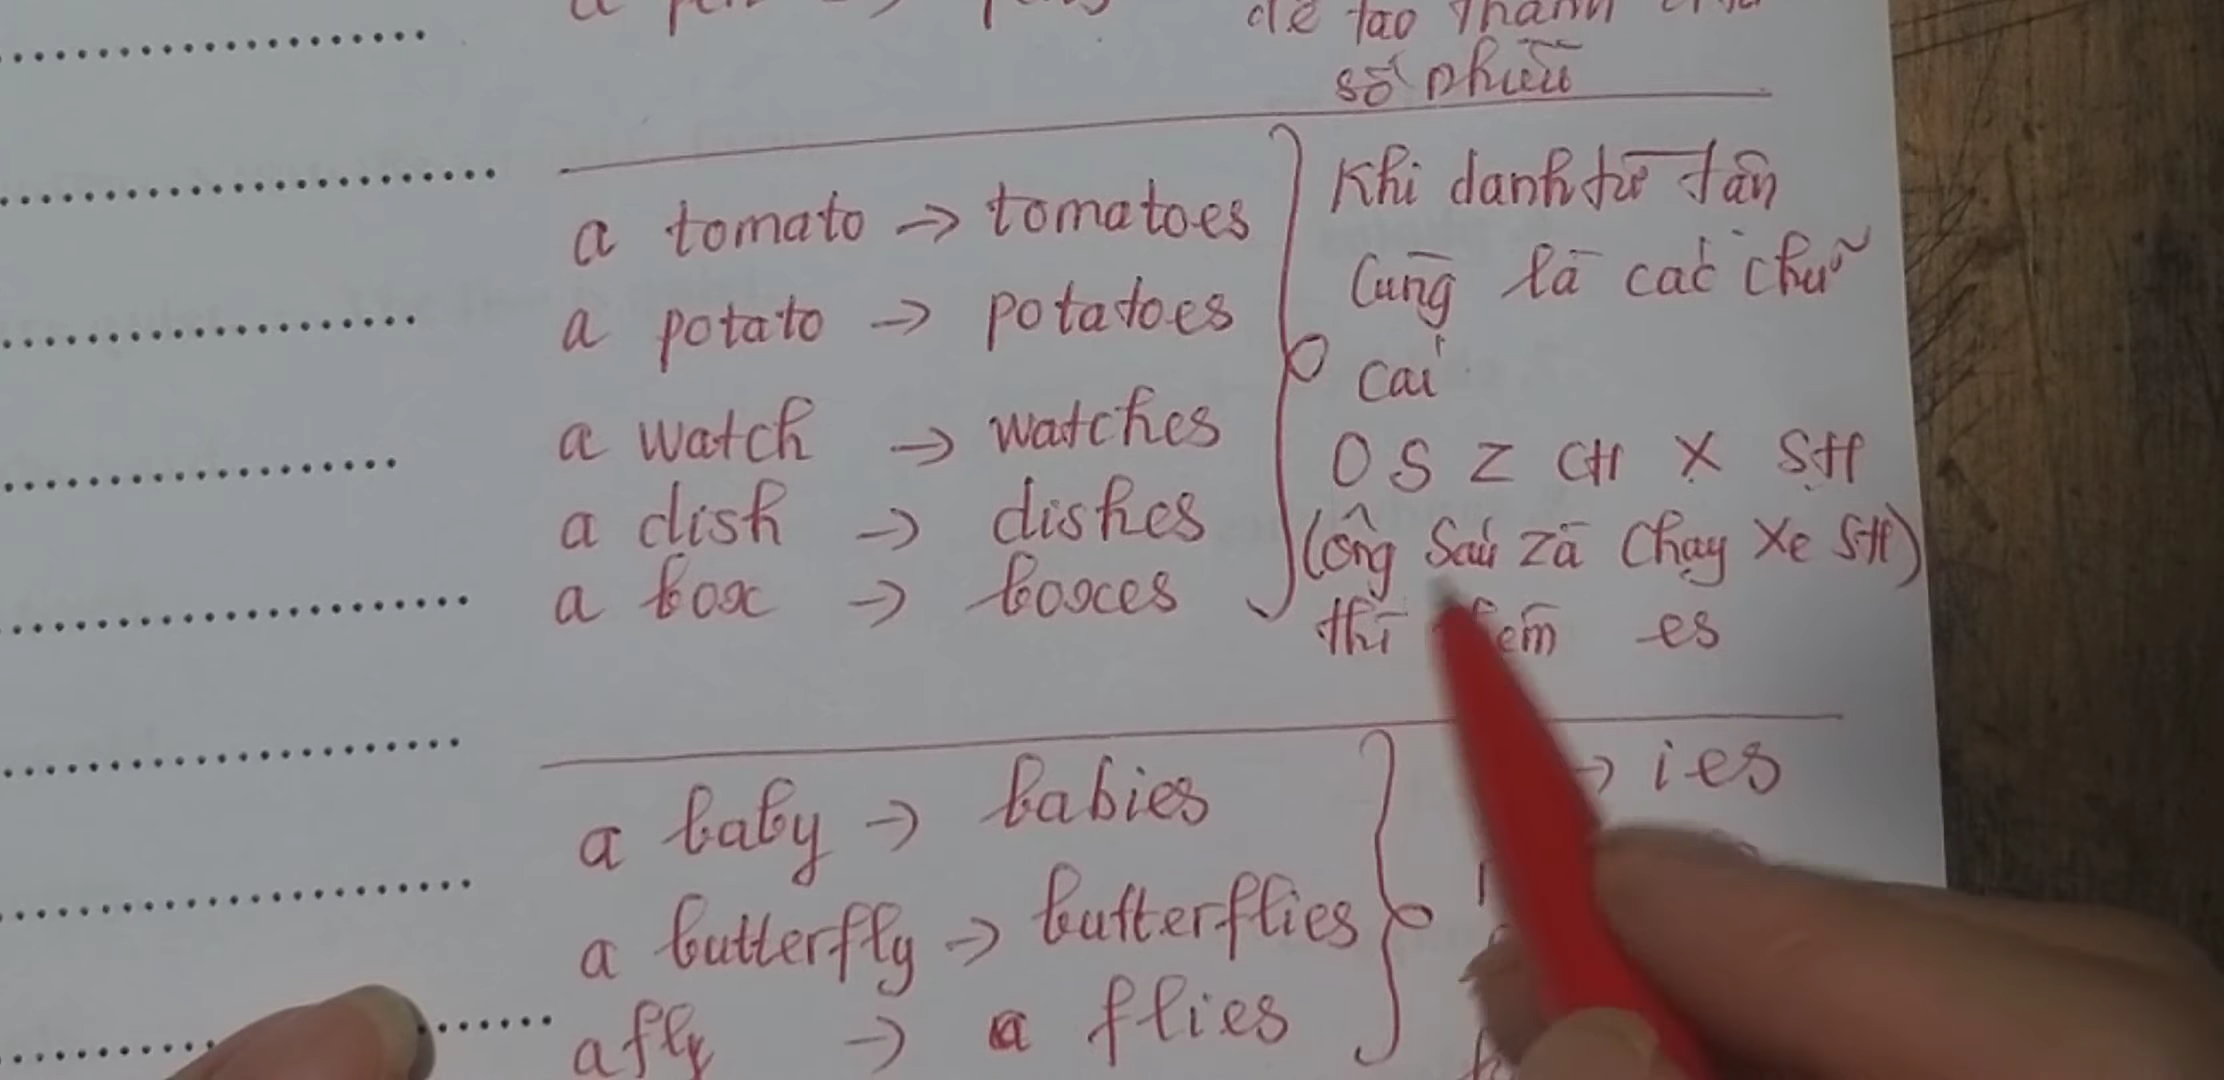 để tạo thành
số nhiều
a tomato → tomatoes
a potato → potatoes
a watch → watches
a dish → dishes
a box → boxes
Khi danh từ tận
cùng là các chữ
cái
O S Z CH X SH
(ông Sáu zà chạy xe SH)
thì thêm es
a baby → babies
a butterfly → butterflies
a fly → a flies
→ ies